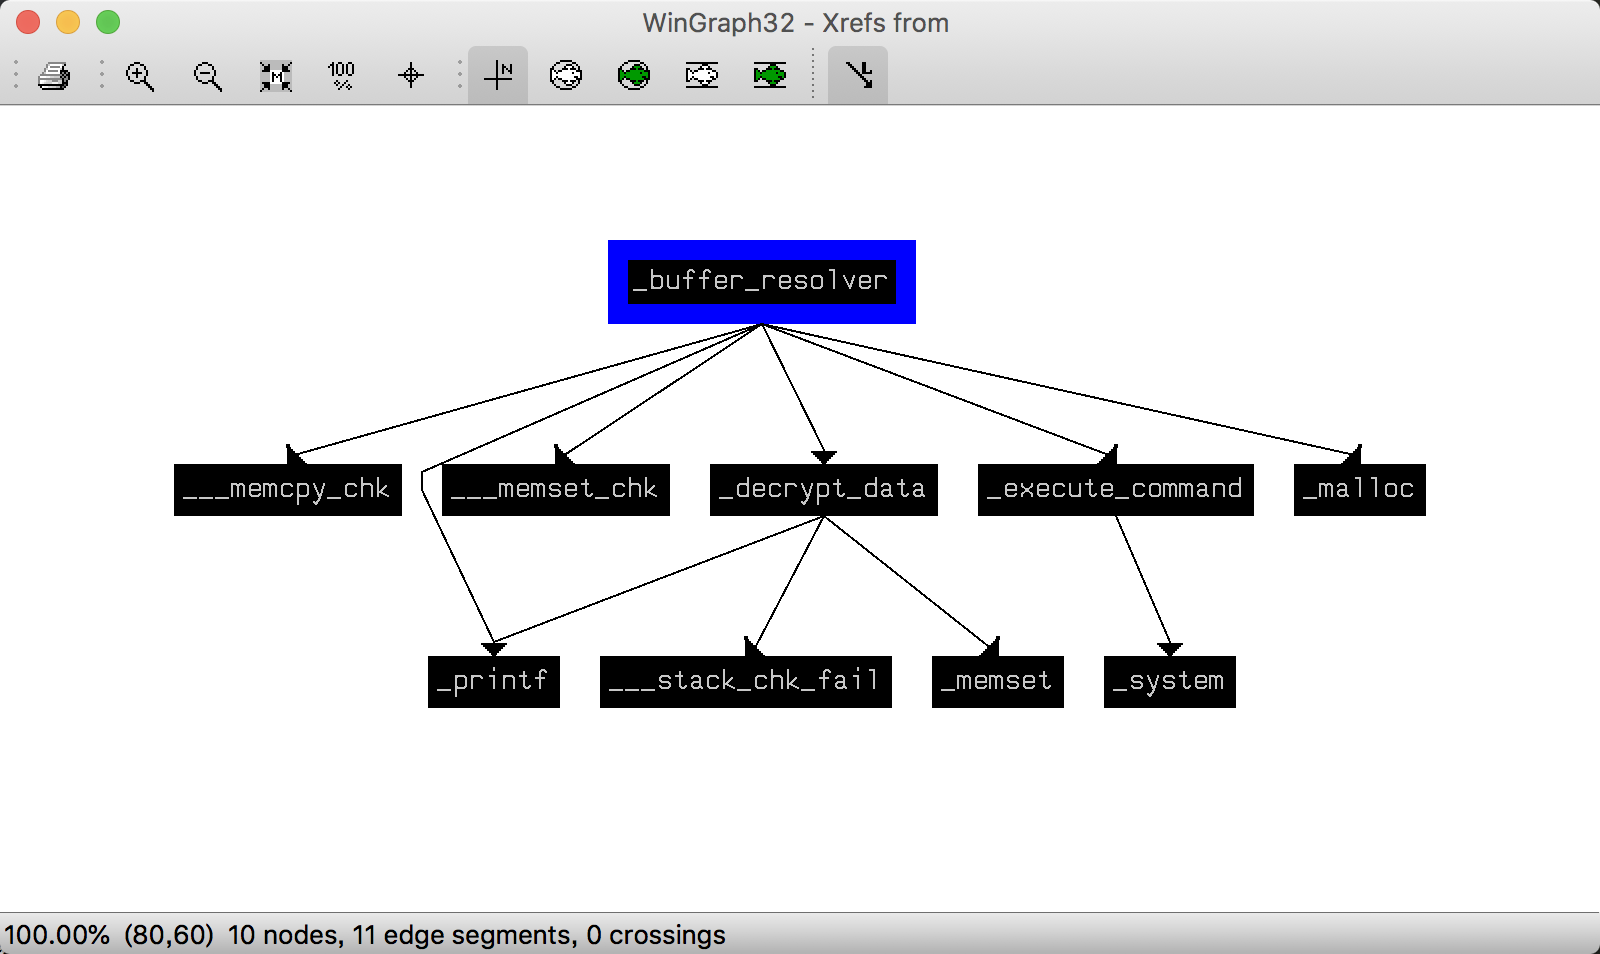 WinGraph32 - Xrefs from
M
100
%
N
_buffer_resolver
___memcpy_chk
___memset_chk
_decrypt_data
_execute_command
_malloc
_printf
___stack_chk_fail
_memset
_system
100.00% (80,60) 10 nodes, 11 edge segments, 0 crossings